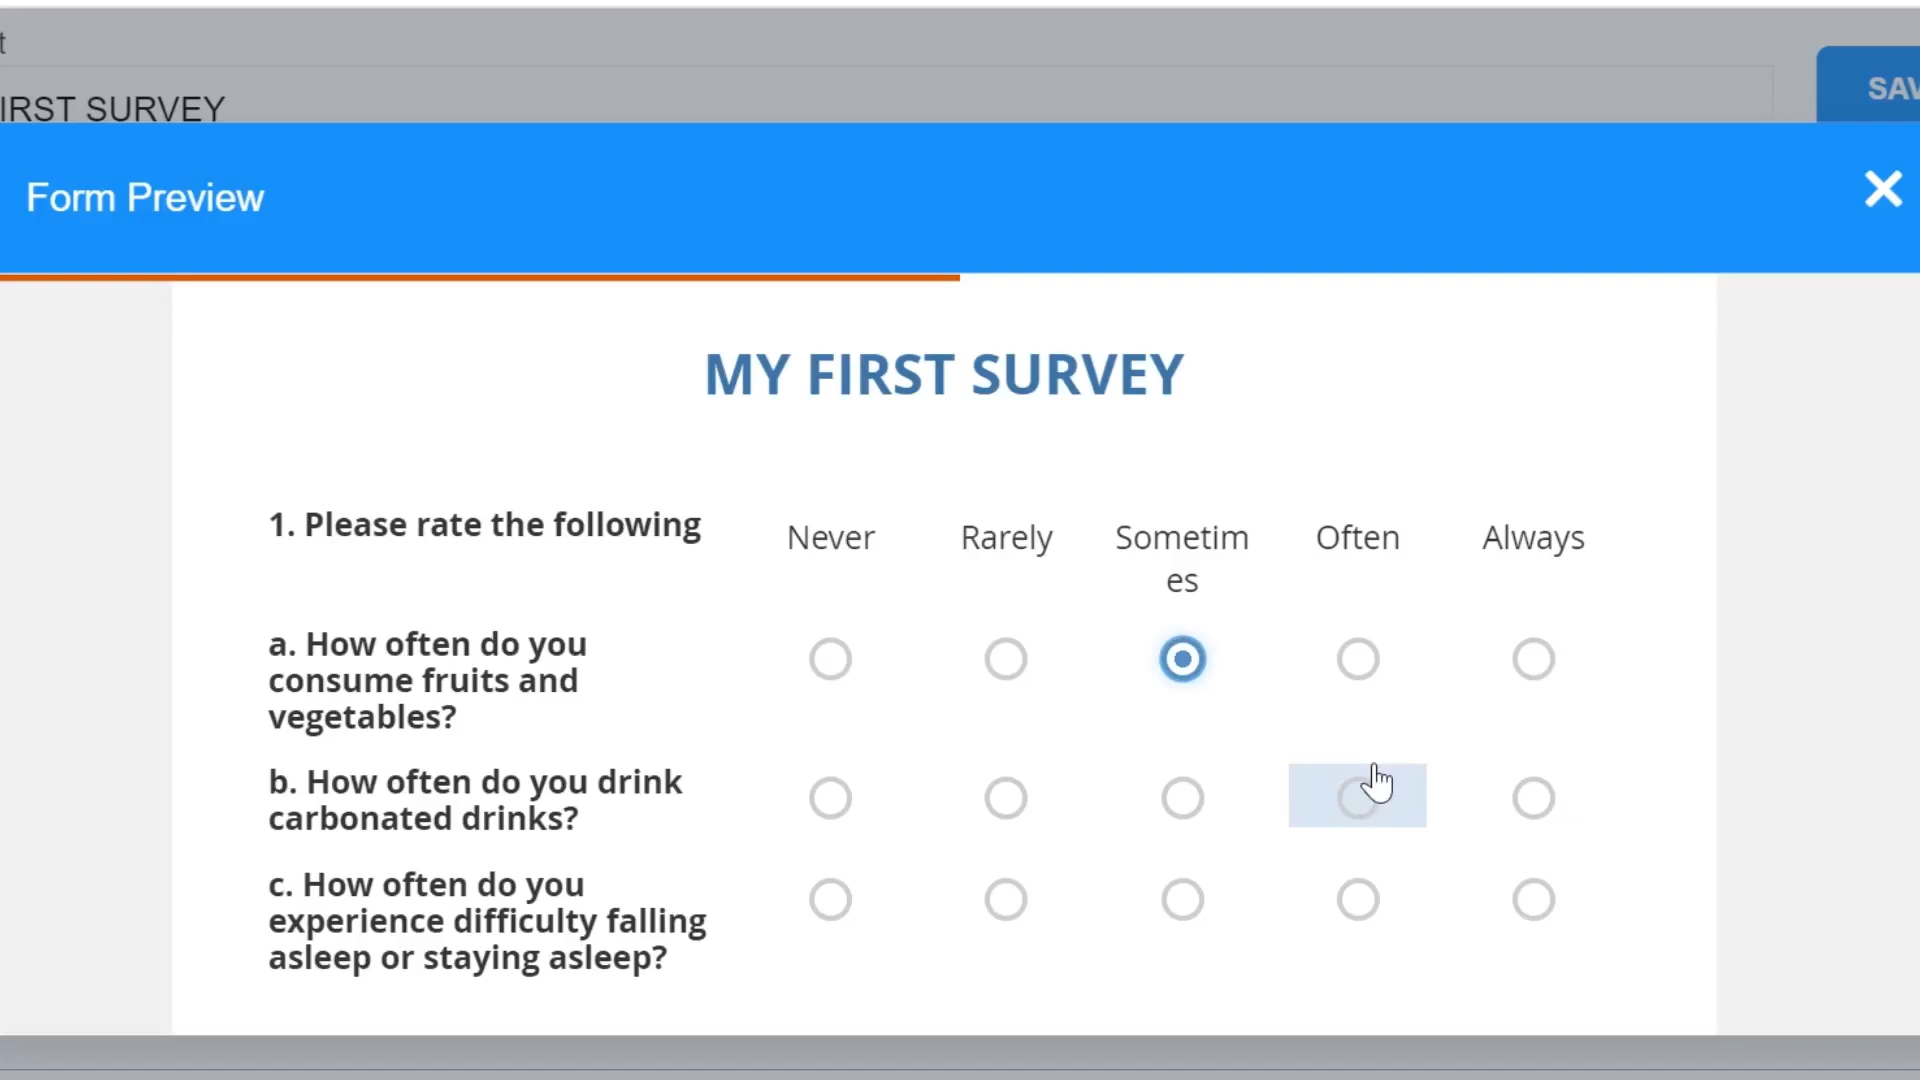 t
IRST SURVEY
SAV
Form Preview
MY FIRST SURVEY
1. Please rate the following
Never Rarely Sometim Often Always
es
a. How often do you
consume fruits and
vegetables?
b. How often do you drink
carbonated drinks?
c. How often do you
experience difficulty falling
asleep or staying asleep?